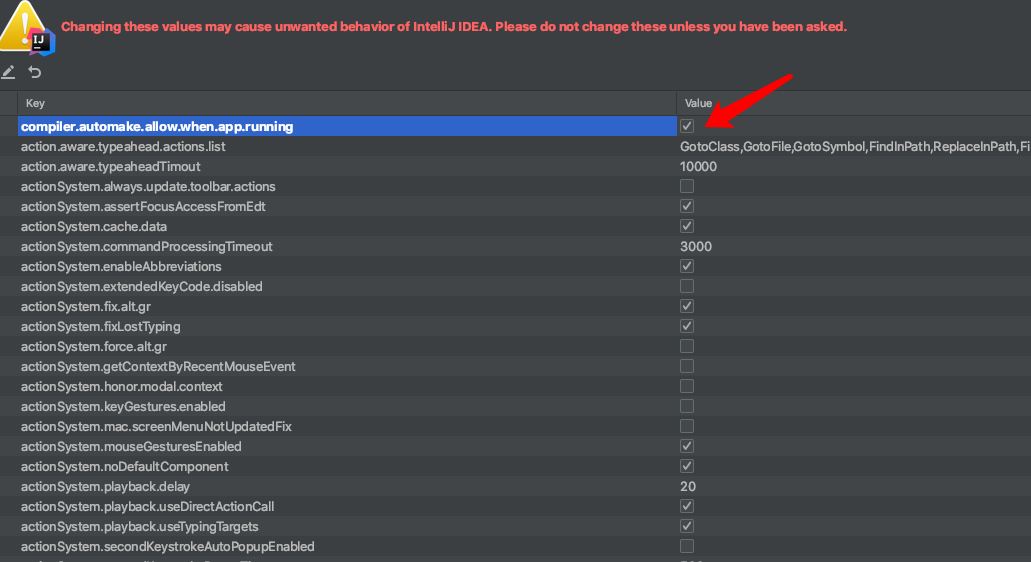 IJ
Changing these values may cause unwanted behavior of IntelliJ IDEA. Please do not change these unless you have been asked.
Key Value
compiler.automake.allow.when.app.running
action.aware.typeahead.actions.list GotoClass,GotoFile,GotoSymbol,FindInPath,ReplaceInPath,Fi
action.aware.typeaheadTimout 10000
actionSystem.always.update.toolbar.actions
actionSystem.assertFocusAccessFromEdt
actionSystem.cache.data
actionSystem.commandProcessingTimeout 3000
actionSystem.enableAbbreviations
actionSystem.extendedKeyCode.disabled
actionSystem.fix.alt.gr
actionSystem.fixLostTyping
actionSystem.force.alt.gr
actionSystem.getContextByRecentMouseEvent
actionSystem.honor.modal.context
actionSystem.keyGestures.enabled
actionSystem.mac.screenMenuNotUpdatedFix
actionSystem.mouseGesturesEnabled
actionSystem.noDefaultComponent
actionSystem.playback.delay 20
actionSystem.playback.useDirectActionCall
actionSystem.playback.useTypingTargets
actionSystem.secondKeystrokeAutoPopupEnabled